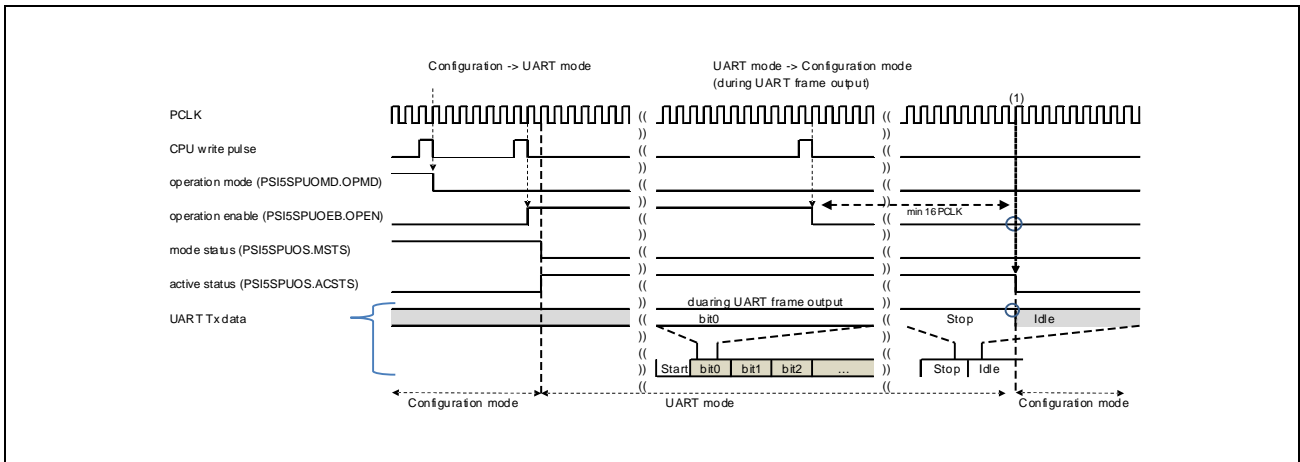 Configuration -> UART mode
UART mode -> Configuration mode
(during UART frame output)
(1)
PCLK
CPU write pulse
operation mode (PSI5SPUOMD.OPMD)
operation enable (PSI5SPUOEB.OPEN)
min 16 PCLK
mode status (PSI5SPUOS.MSTS)
active status (PSI5SPUOS.ACSTS)
duaring UART frame output
UART Tx data
bit0
Stop
Idle
Start
bit0
bit1
bit2
...
Stop
Idle
Configuration mode
UART mode
Configuration mode